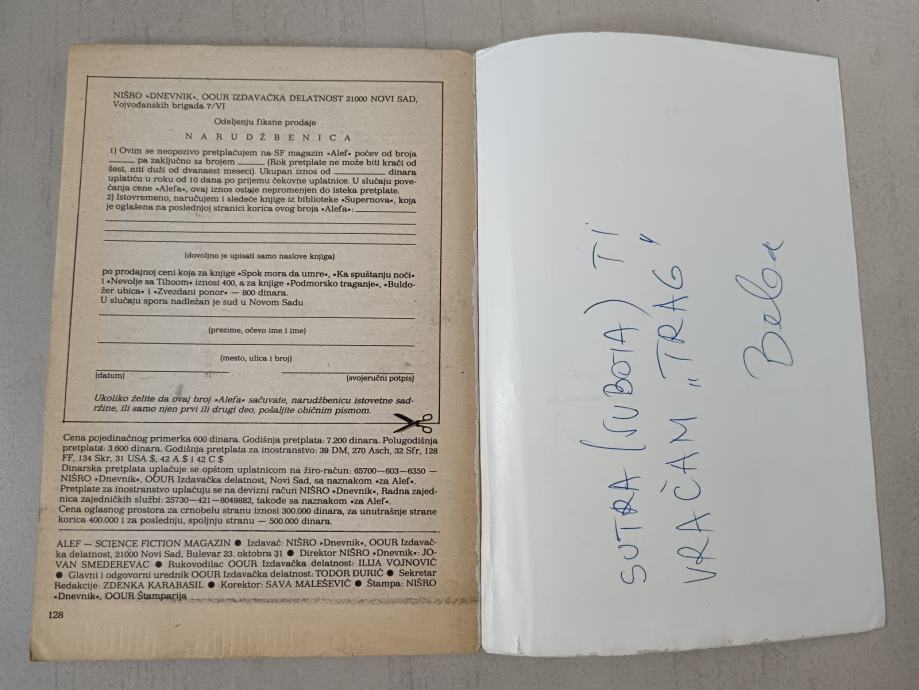 NIŠRO »DNEVNIK«, OOUR IZDAVAČKA DELATNOST 21000 NOVI SAD,
Vojvođanskih brigada 7/VI
Odeljenju fiksne prodaje
N A R U D Ž B E N I C A
1) Ovim se neopozivo pretplaćujem na SF magazin »Alef« počev od broja
_____ pa zaključno sa brojem _____ (Rok pretplate ne može biti kraći od
šest, niti duži od dvanaest meseci). Ukupan iznos od __________ dinara
uplatiću u roku od 10 dana po prijemu čekovne uplatnice. U slučaju pove-
ćanja cene »Alefa«, ovaj iznos ostaje nepromenjen do isteka pretplate.
2) Istovremeno, naručujem i sledeće knjige iz biblioteke »Supernova«, koja
je oglašena na poslednjoj stranici korica ovog broja »Alefa«: __________
(dovoljno je upisati samo naslove knjiga)
po prodajnoj ceni koja za knjige »Spok mora da umre«, »Ka spuštanju noći«
i »Nevolje sa Tihoom« iznosi 400, a za knjige »Podmorsko traganje«, »Buldo-
žer ubica« i »Zvezdani ponor« — 800 dinara.
U slučaju spora nadležan je sud u Novom Sadu.
(prezime, očevo ime i ime)
(mesto, ulica i broj)
(datum) (svojeručni potpis)
Ukoliko želite da ovaj broj »Alefa« sačuvate, narudžbenicu istovetne sad-
ržine, ili samo njen prvi ili drugi deo, pošaljite običnim pismom.
Cena pojedinačnog primerka 600 dinara. Godišnja pretplata: 7.200 dinara. Polugodišnja
pretplata: 3.600 dinara. Godišnja pretplata za inostranstvo: 39 DM, 270 Asch, 32 Sfr, 128
FF, 134 Skr, 31 USA $, 42 A $ i 42 C $
Dinarska pretplata uplaćuje se opštom uplatnicom na žiro-račun: 65700—603—6350 —
NIŠRO »Dnevnik«, OOUR Izdavačka delatnost, Novi Sad, sa naznakom »za Alef«.
Pretplate za inostranstvo uplaćuju se na devizni račun NIŠRO »Dnevnik«, Radna zajed-
nica zajedničkih službi: 25730—421—8049882, takođe sa naznakom »za Alef«.
Cena oglasnog prostora za crnobelu stranu iznosi 300.000 dinara, za unutrašnje strane
korica 400.000 i za poslednju, spoljnju stranu — 500.000 dinara.
ALEF — SCIENCE FICTION MAGAZIN ● Izdavač: NIŠRO »Dnevnik«, OOUR Izdavač-
ka delatnost, 21000 Novi Sad, Bulevar 23. oktobra 31 ● Direktor NIŠRO »Dnevnik«: JO-
VAN SMEDEREVAC ● Rukovodilac OOUR Izdavačka delatnost: ILIJA VOJNOVIĆ
● Glavni i odgovorni urednik OOUR Izdavačka delatnost: TODOR ĐURIĆ ● Sekretar
Redakcije: ZDENKA KARABASIL ● Korektor: SAVA MALEŠEVIĆ ● Štampa: NIŠRO
»Dnevnik«, OOUR Štamparija
128
SUTRA (SUBOTA) TI
VRAĆAM „TRAG„
Beba